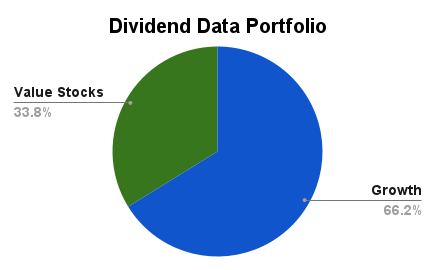 Dividend Data Portfolio
Value Stocks
33.8%
Growth
66.2%